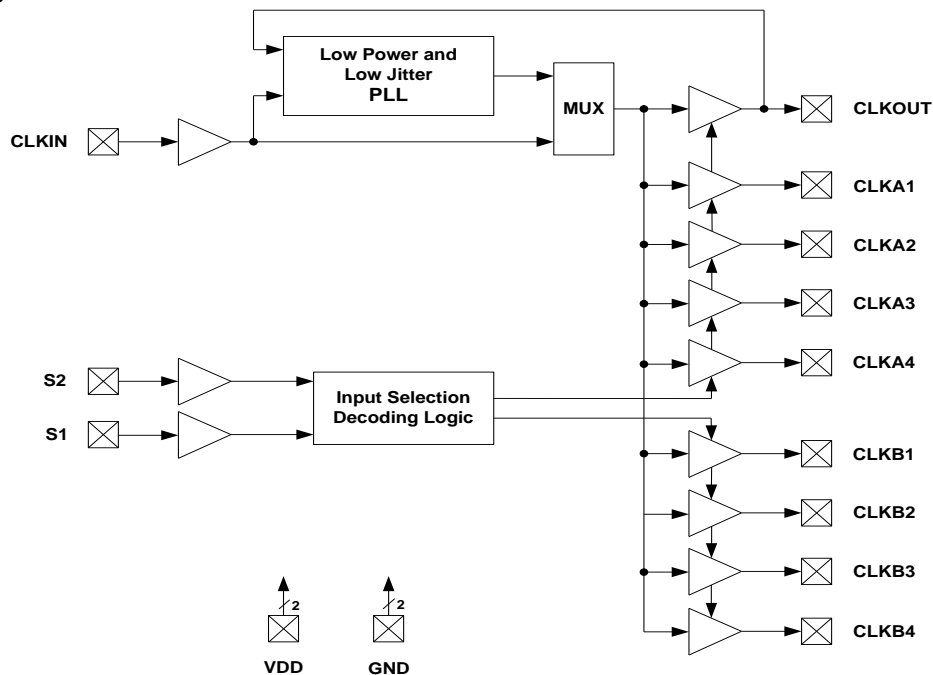 Low Power and
Low Jitter
PLL
MUX
CLKIN
CLKOUT
CLKA1
CLKA2
CLKA3
CLKA4
S2
S1
Input Selection
Decoding Logic
CLKB1
CLKB2
CLKB3
CLKB4
2
2
VDD
GND